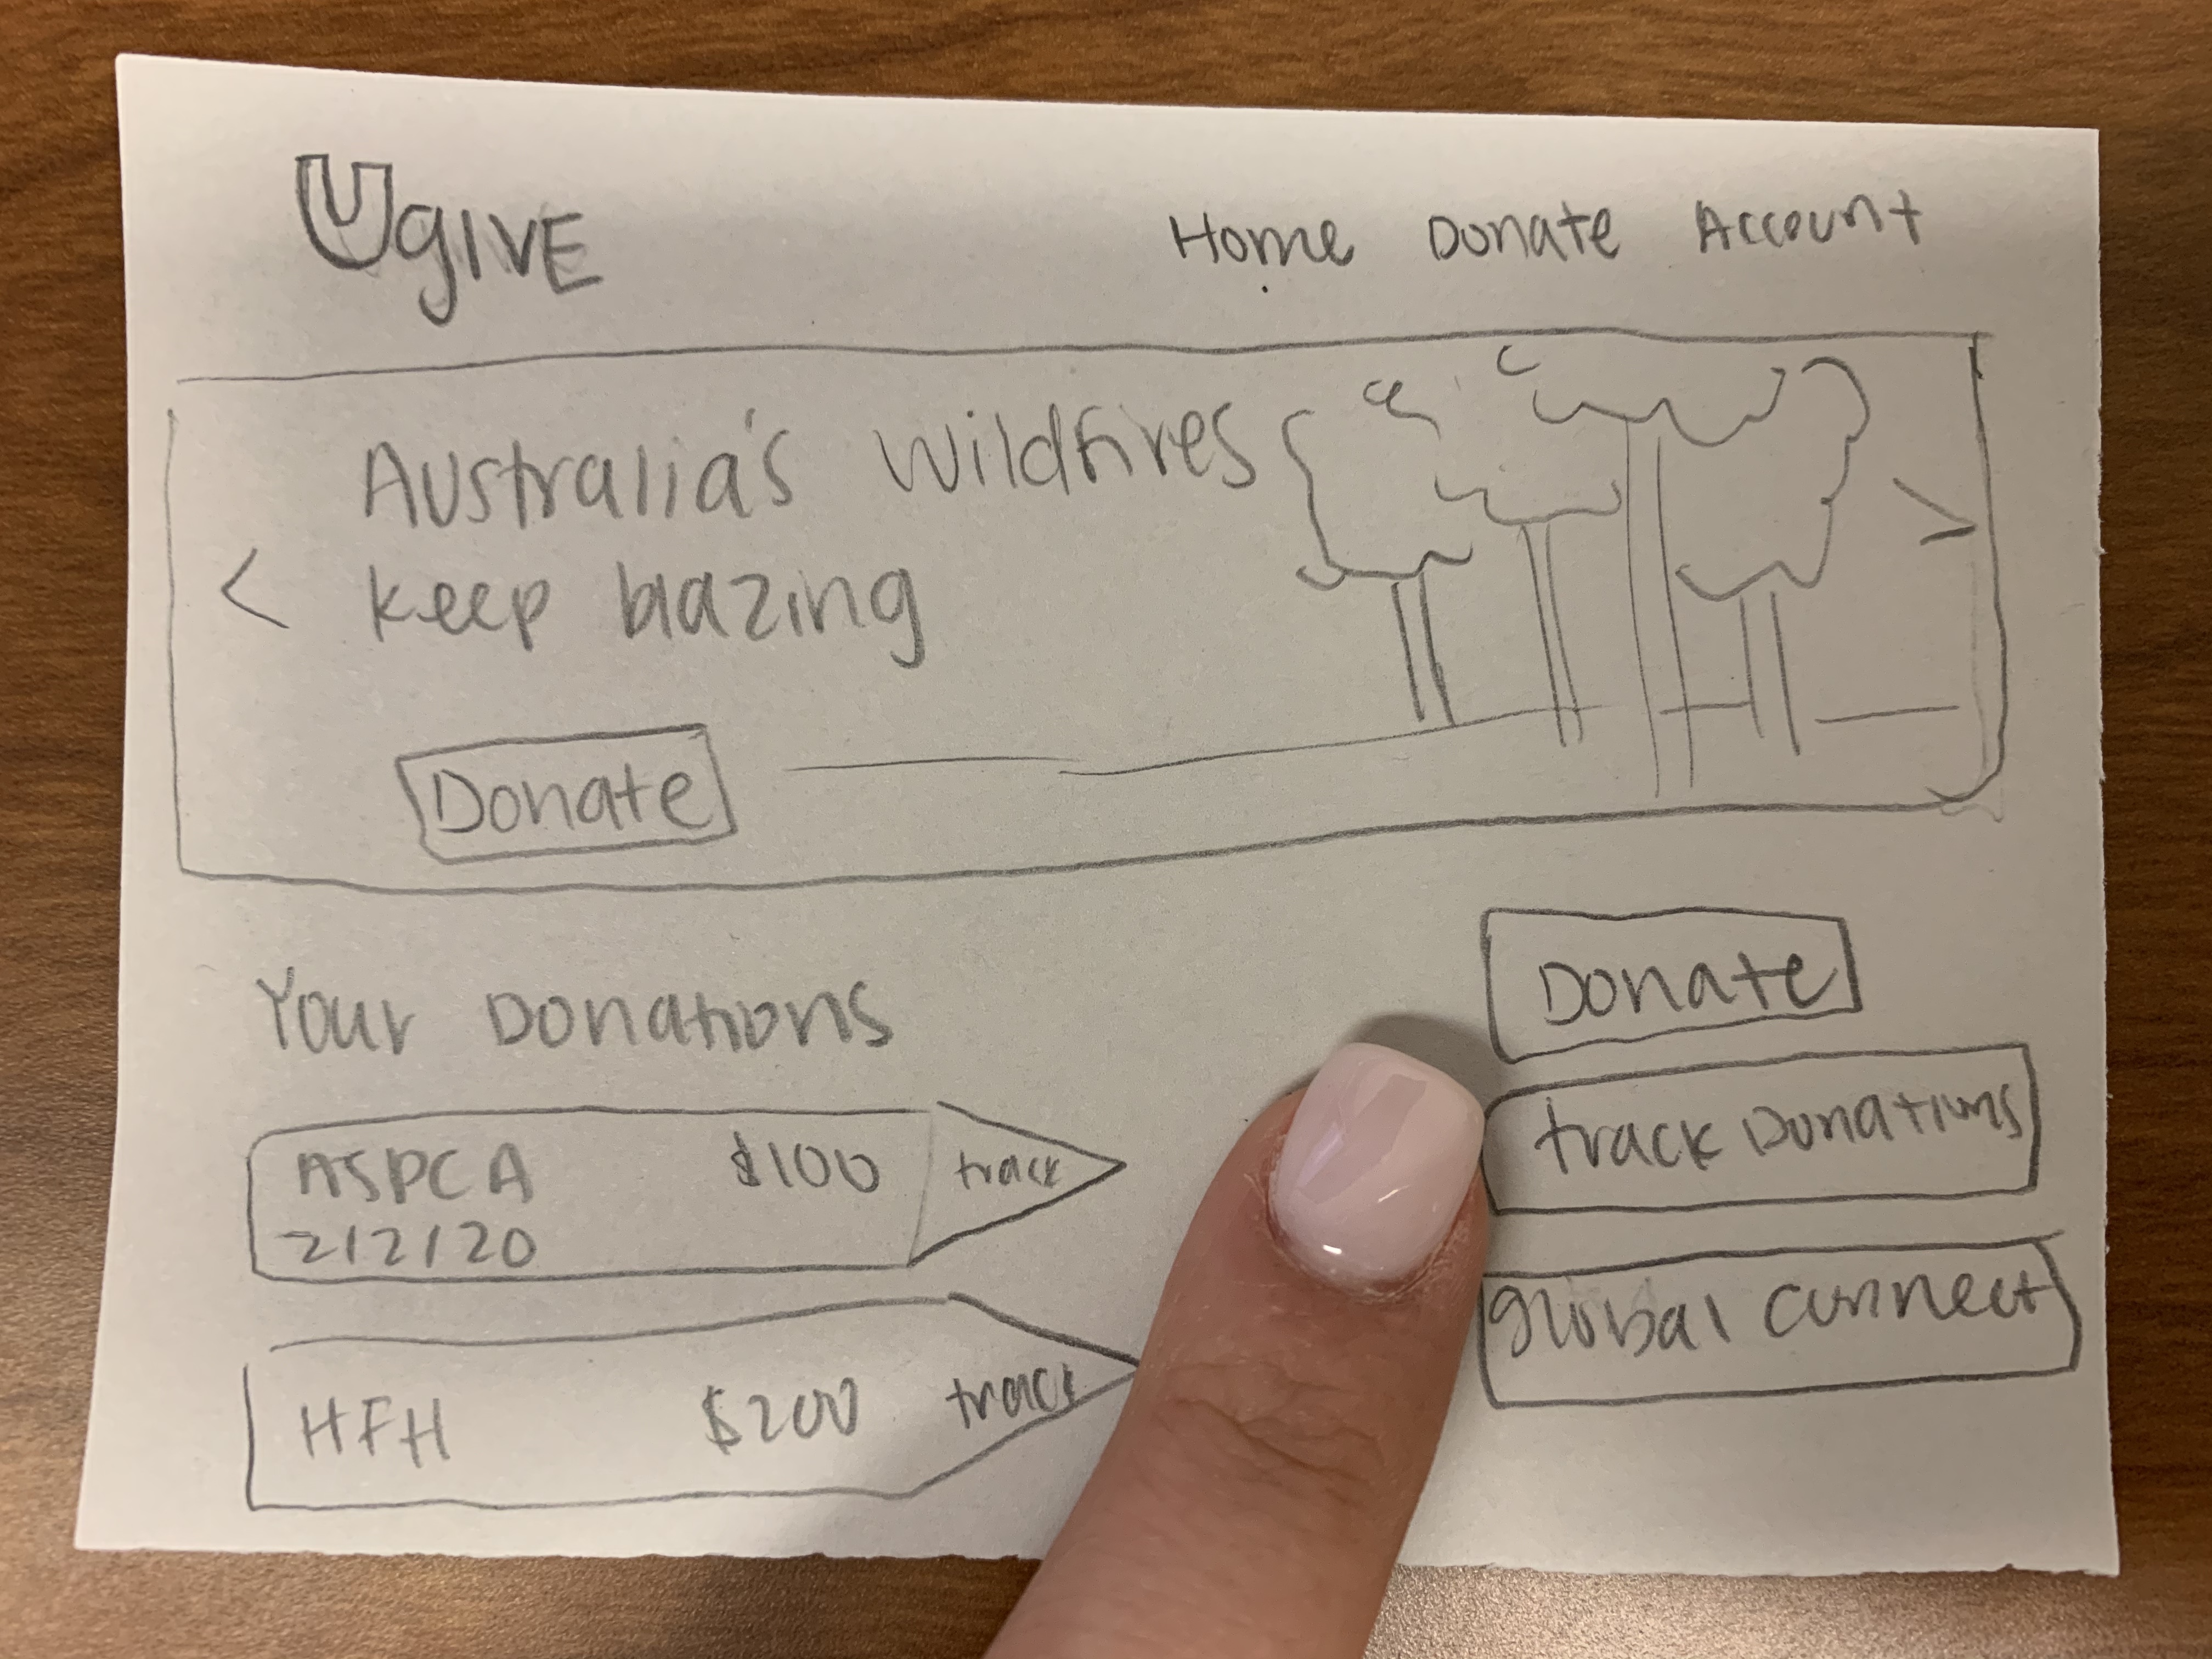 UgIVE
Home Donate Account
Australia's wildfires
keep blazing
<
>
Donate
Your Donations
ASPCA $100 track
2/2/20
HFH $200 track
Donate
track Donations
global connect